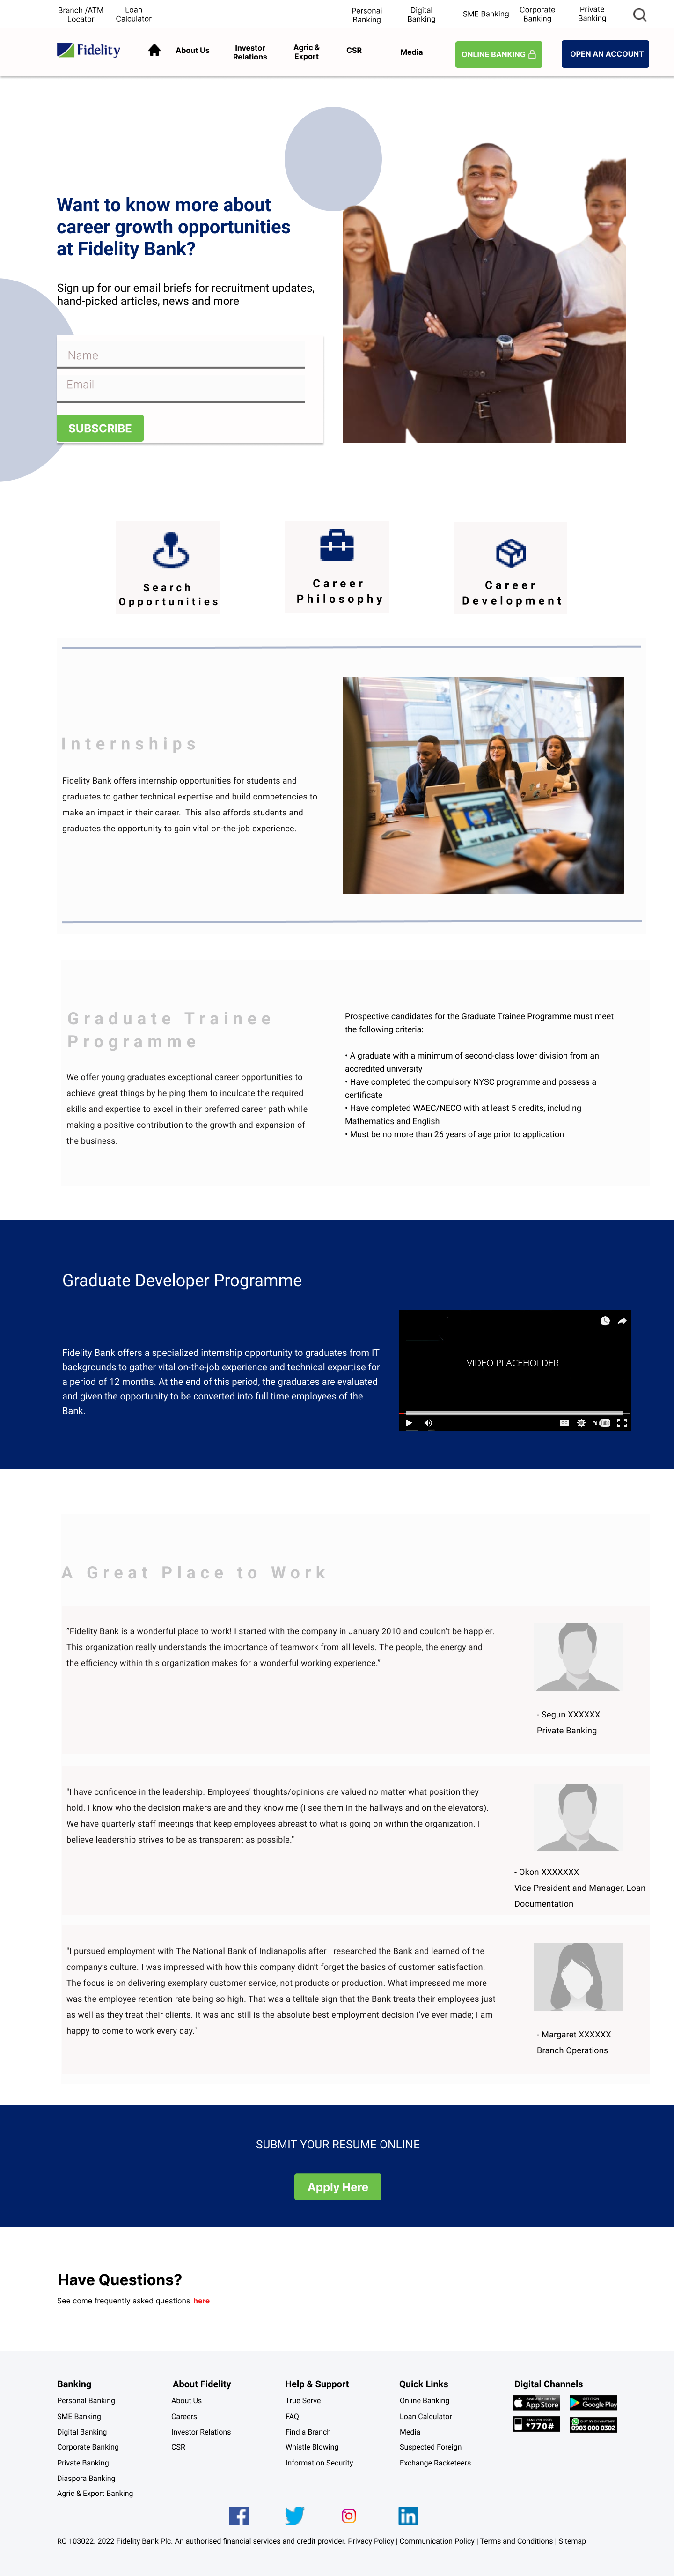 Branch /ATM
Locator
Loan
Calculator
Personal
Banking
Digital
Banking
SME Banking
Corporate
Banking
Private
Banking
Fidelity
About Us
Investor
Relations
Agric &
Export
CSR
Media
ONLINE BANKING
OPEN AN ACCOUNT
Want to know more about
career growth opportunities
at Fidelity Bank?
Sign up for our email briefs for recruitment updates,
hand-picked articles, news and more
Name
Email
SUBSCRIBE
Search
Opportunities
Career
Philosophy
Career
Development
Internships
Fidelity Bank offers internship opportunities for students and
graduates to gather technical expertise and build competencies to
make an impact in their career. This also affords students and
graduates the opportunity to gain vital on-the-job experience.
Graduate Trainee
Programme
We offer young graduates exceptional career opportunities to
achieve great things by helping them to inculcate the required
skills and expertise to excel in their preferred career path while
making a positive contribution to the growth and expansion of
the business.
Prospective candidates for the Graduate Trainee Programme must meet
the following criteria:
• A graduate with a minimum of second-class lower division from an
accredited university
• Have completed the compulsory NYSC programme and possess a
certificate
• Have completed WAEC/NECO with at least 5 credits, including
Mathematics and English
• Must be no more than 26 years of age prior to application
Graduate Developer Programme
Fidelity Bank offers a specialized internship opportunity to graduates from IT
backgrounds to gather vital on-the-job experience and technical expertise for
a period of 12 months. At the end of this period, the graduates are evaluated
and given the opportunity to be converted into full time employees of the
Bank.
VIDEO PLACEHOLDER
You Tube
A Great Place to Work
"Fidelity Bank is a wonderful place to work! I started with the company in January 2010 and couldn't be happier.
This organization really understands the importance of teamwork from all levels. The people, the energy and
the efficiency within this organization makes for a wonderful working experience."
- Segun XXXXXX
Private Banking
"I have confidence in the leadership. Employees' thoughts/opinions are valued no matter what position they
hold. I know who the decision makers are and they know me (I see them in the hallways and on the elevators).
We have quarterly staff meetings that keep employees abreast to what is going on within the organization. I
believe leadership strives to be as transparent as possible."
- Okon XXXXXXX
Vice President and Manager, Loan
Documentation
"I pursued employment with The National Bank of Indianapolis after I researched the Bank and learned of the
company's culture. I was impressed with how this company didn't forget the basics of customer satisfaction.
The focus is on delivering exemplary customer service, not products or production. What impressed me more
was the employee retention rate being so high. That was a telltale sign that the Bank treats their employees just
as well as they treat their clients. It was and still is the absolute best employment decision I've ever made; I am
happy to come to work every day."
- Margaret XXXXXX
Branch Operations
SUBMIT YOUR RESUME ONLINE
Apply Here
Have Questions?
See come frequently asked questions here
Banking
Personal Banking
SME Banking
Digital Banking
Corporate Banking
Private Banking
Diaspora Banking
Agric & Export Banking
About Fidelity
About Us
Careers
Investor Relations
CSR
Help & Support
True Serve
FAQ
Find a Branch
Whistle Blowing
Information Security
Quick Links
Online Banking
Loan Calculator
Media
Suspected Foreign
Exchange Racketeers
Digital Channels
Available on the
App Store
GET IT ON
Google Play
*770#
0903 000 0302
RC 103022. 2022 Fidelity Bank Plc. An authorised financial services and credit provider. Privacy Policy | Communication Policy | Terms and Conditions | Sitemap